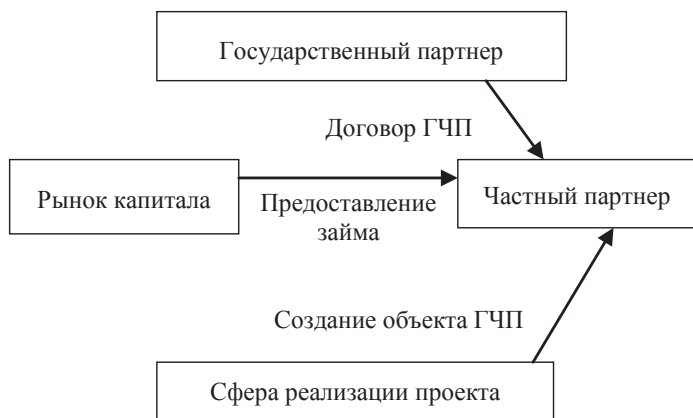 Государственный партнер
Договор ГЧП
Рынок капитала
Частный партнер
Предоставление
займа
Создание объекта ГЧП
Сфера реализации проекта